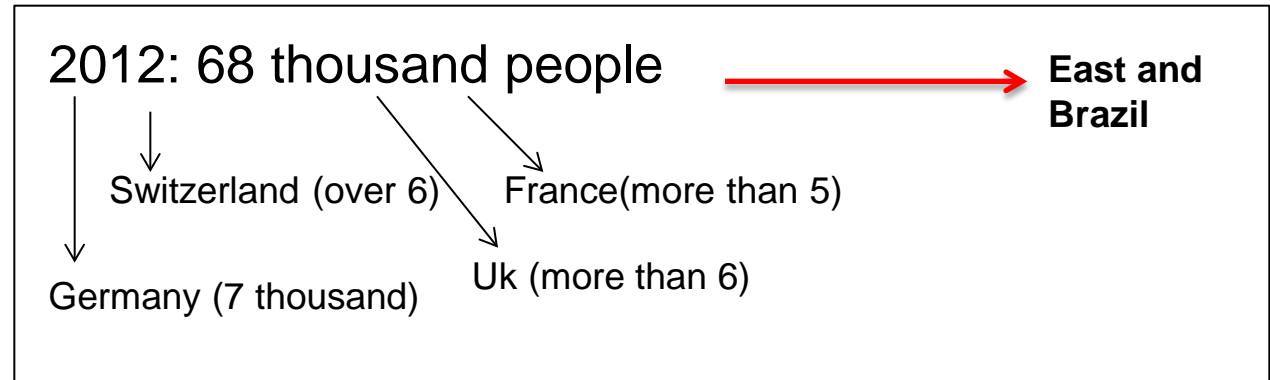 2012: 68 thousand people
East and
Brazil
Switzerland (over 6)
France(more than 5)
Uk (more than 6)
Germany (7 thousand)